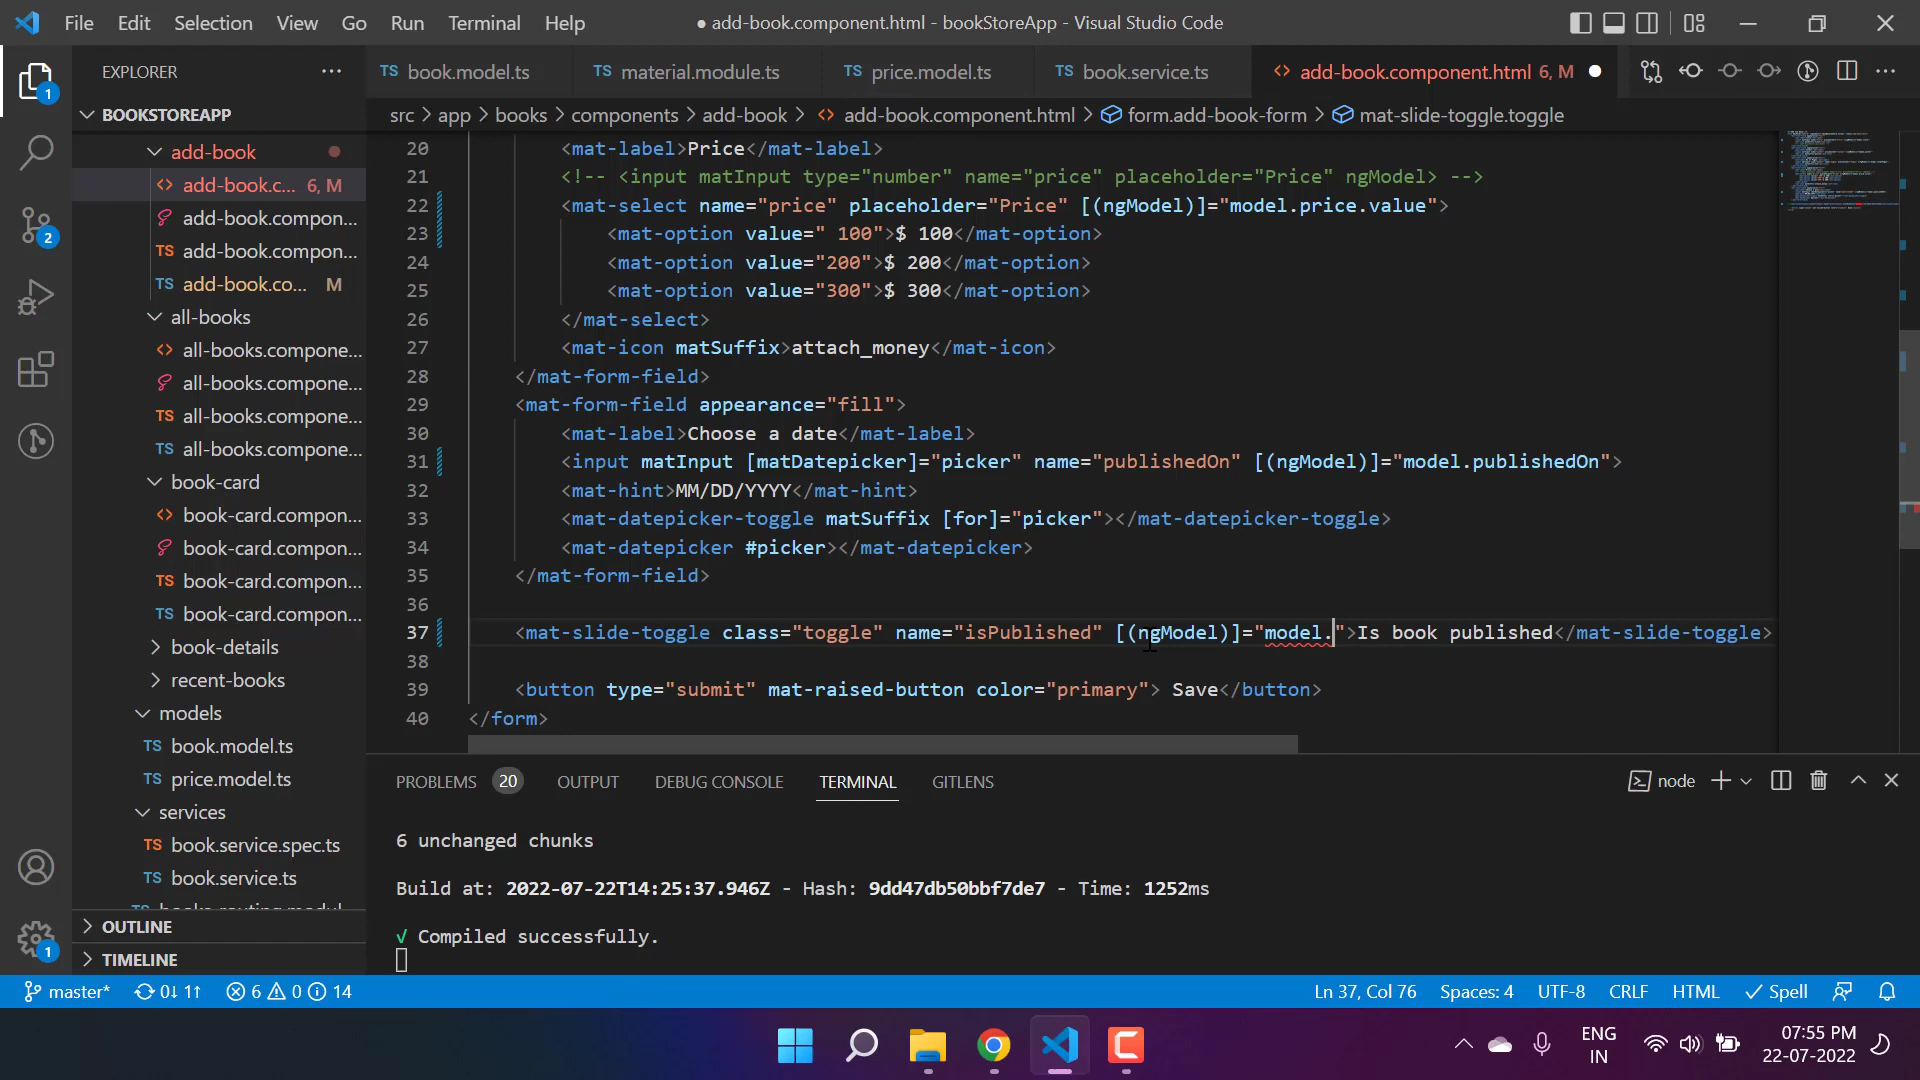 File Edit Selection View Go Run Terminal Help
● add-book.component.html - bookStoreApp - Visual Studio Code
EXPLORER
TS book.model.ts
TS material.module.ts
TS price.model.ts
TS book.service.ts
<> add-book.component.html 6, M ●
BOOKSTOREAPP
src > app > books > components > add-book > <> add-book.component.html > form.add-book-form > mat-slide-toggle.toggle
add-book
<> add-book.c... 6, M
add-book.compon...
TS add-book.compon...
TS add-book.co... M
all-books
<> all-books.compone...
all-books.compone...
TS all-books.compone...
TS all-books.compone...
book-card
<> book-card.compon...
book-card.compon...
TS book-card.compon...
TS book-card.compon...
book-details
recent-books
models
TS book.model.ts
TS price.model.ts
services
TS book.service.spec.ts
TS book.service.ts
OUTLINE
TIMELINE
1
2
1
20 <mat-label>Price</mat-label>
21 <!-- <input matInput type="number" name="price" placeholder="Price" ngModel> -->
22 <mat-select name="price" placeholder="Price" [(ngModel)]="model.price.value">
23 <mat-option value=" 100">$ 100</mat-option>
24 <mat-option value="200">$ 200</mat-option>
25 <mat-option value="300">$ 300</mat-option>
26 </mat-select>
27 <mat-icon matSuffix>attach_money</mat-icon>
28 </mat-form-field>
29 <mat-form-field appearance="fill">
30 <mat-label>Choose a date</mat-label>
31 <input matInput [matDatepicker]="picker" name="publishedOn" [(ngModel)]="model.publishedOn">
32 <mat-hint>MM/DD/YYYY</mat-hint>
33 <mat-datepicker-toggle matSuffix [for]="picker"></mat-datepicker-toggle>
34 <mat-datepicker #picker></mat-datepicker>
35 </mat-form-field>
36
37 <mat-slide-toggle class="toggle" name="isPublished" [(ngModel)]="model.">Is book published</mat-slide-toggle>
38
39 <button type="submit" mat-raised-button color="primary"> Save</button>
40 </form>
PROBLEMS 20 OUTPUT DEBUG CONSOLE TERMINAL GITLENS
node
6 unchanged chunks
Build at: 2022-07-22T14:25:37.946Z - Hash: 9dd47db50bbf7de7 - Time: 1252ms
√ Compiled successfully.
master* 0↓ 1↑ 6 0 14
Ln 37, Col 76 Spaces: 4 UTF-8 CRLF HTML Spell
ENG
IN
07:55 PM
22-07-2022